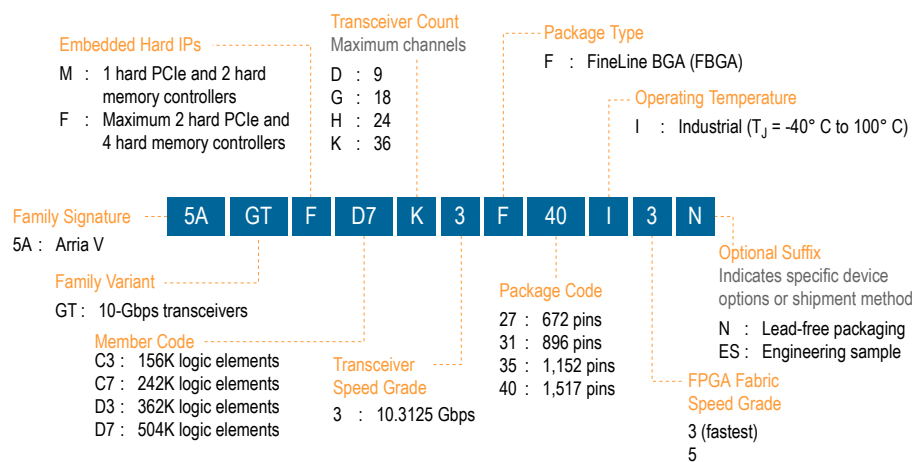 Embedded Hard IPs
M : 1 hard PCIe and 2 hard
memory controllers
F : Maximum 2 hard PCIe and
4 hard memory controllers
Transceiver Count
Maximum channels
D : 9
G : 18
H : 24
K : 36
Package Type
F : FineLine BGA (FBGA)
Operating Temperature
I : Industrial (TJ = -40° C to 100° C)
Family Signature
5A : Arria V
5A GT F D7 K 3 F 40 I 3 N
Family Variant
GT : 10-Gbps transceivers
Member Code
C3 : 156K logic elements
C7 : 242K logic elements
D3 : 362K logic elements
D7 : 504K logic elements
Transceiver
Speed Grade
3 : 10.3125 Gbps
Package Code
27 : 672 pins
31 : 896 pins
35 : 1,152 pins
40 : 1,517 pins
Optional Suffix
Indicates specific device
options or shipment method
N : Lead-free packaging
ES : Engineering sample
FPGA Fabric
Speed Grade
3 (fastest)
5